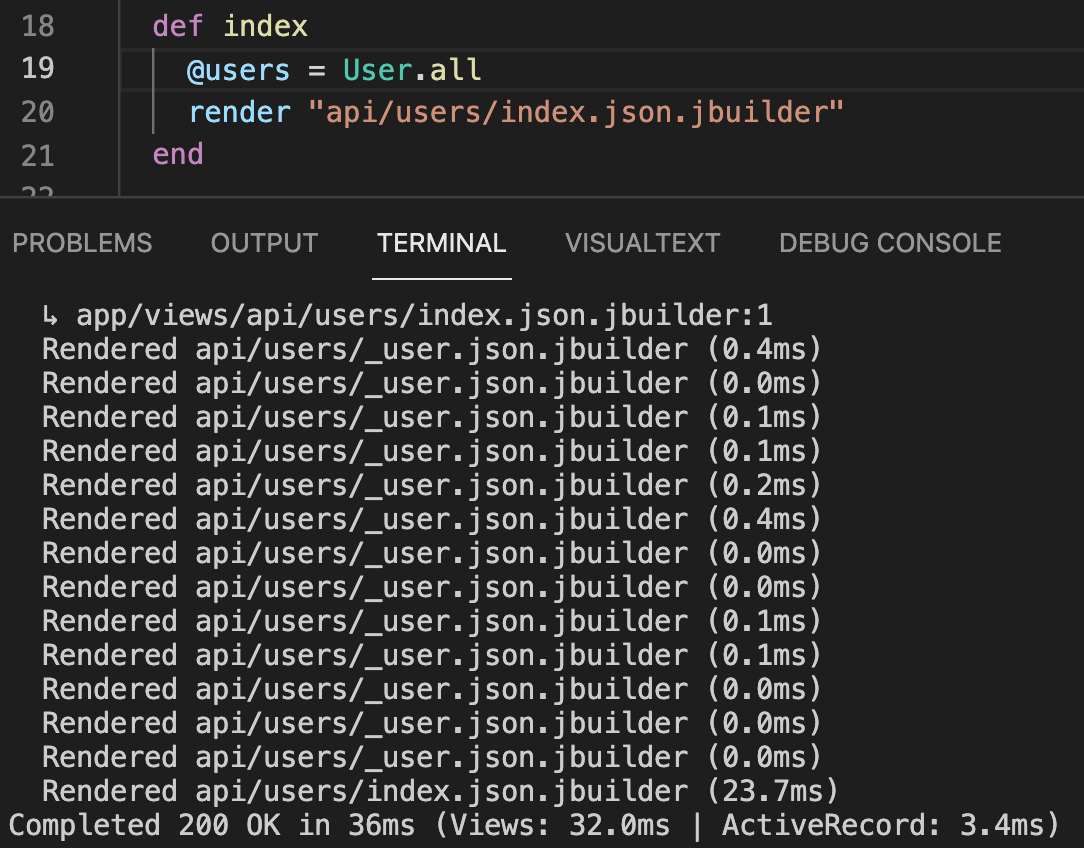 18 def index
19 @users = User.all
20 render "api/users/index.json.jbuilder"
21 end
22
PROBLEMS OUTPUT TERMINAL VISUALTEXT DEBUG CONSOLE
↳ app/views/api/users/index.json.jbuilder:1
Rendered api/users/_user.json.jbuilder (0.4ms)
Rendered api/users/_user.json.jbuilder (0.0ms)
Rendered api/users/_user.json.jbuilder (0.1ms)
Rendered api/users/_user.json.jbuilder (0.1ms)
Rendered api/users/_user.json.jbuilder (0.2ms)
Rendered api/users/_user.json.jbuilder (0.4ms)
Rendered api/users/_user.json.jbuilder (0.0ms)
Rendered api/users/_user.json.jbuilder (0.0ms)
Rendered api/users/_user.json.jbuilder (0.1ms)
Rendered api/users/_user.json.jbuilder (0.1ms)
Rendered api/users/_user.json.jbuilder (0.0ms)
Rendered api/users/_user.json.jbuilder (0.0ms)
Rendered api/users/_user.json.jbuilder (0.0ms)
Rendered api/users/index.json.jbuilder (23.7ms)
Completed 200 OK in 36ms (Views: 32.0ms | ActiveRecord: 3.4ms)